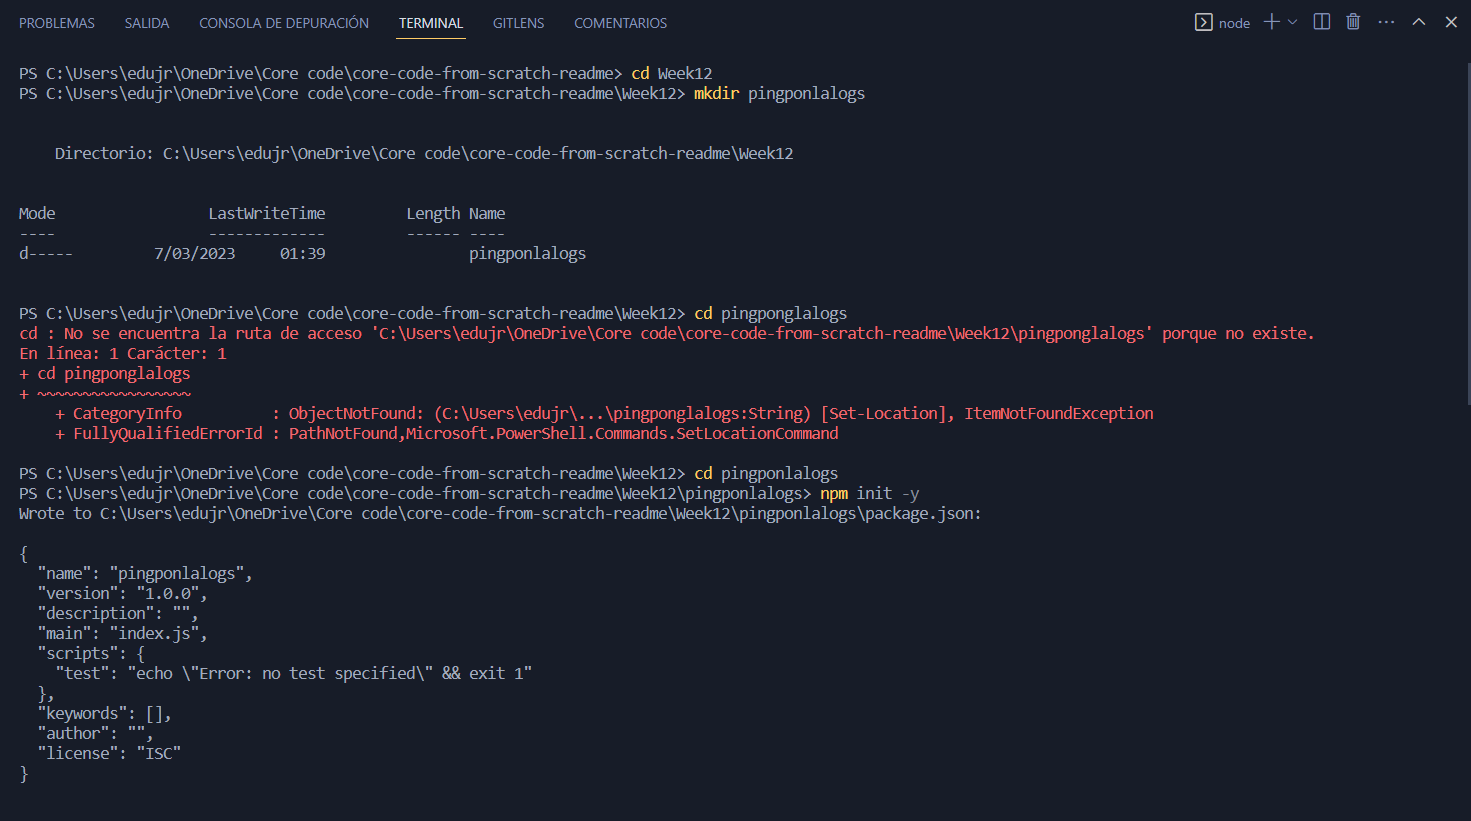 PROBLEMAS SALIDA CONSOLA DE DEPURACIÓN TERMINAL GITLENS COMENTARIOS node
PS C:\Users\edujr\OneDrive\Core code\core-code-from-scratch-readme> cd Week12
PS C:\Users\edujr\OneDrive\Core code\core-code-from-scratch-readme\Week12> mkdir pingponlalogs
    Directorio: C:\Users\edujr\OneDrive\Core code\core-code-from-scratch-readme\Week12
Mode                 LastWriteTime         Length Name
----                 -------------         ------ ----
d-----         7/03/2023     01:39                pingponlalogs
PS C:\Users\edujr\OneDrive\Core code\core-code-from-scratch-readme\Week12> cd pingponglalogs
cd : No se encuentra la ruta de acceso 'C:\Users\edujr\OneDrive\Core code\core-code-from-scratch-readme\Week12\pingponglalogs' porque no existe.
En línea: 1 Carácter: 1
+ cd pingponglalogs
+ ~~~~~~~~~~~~~~~~~
    + CategoryInfo          : ObjectNotFound: (C:\Users\edujr\...\pingponglalogs:String) [Set-Location], ItemNotFoundException
    + FullyQualifiedErrorId : PathNotFound,Microsoft.PowerShell.Commands.SetLocationCommand
PS C:\Users\edujr\OneDrive\Core code\core-code-from-scratch-readme\Week12> cd pingponlalogs
PS C:\Users\edujr\OneDrive\Core code\core-code-from-scratch-readme\Week12\pingponlalogs> npm init -y
Wrote to C:\Users\edujr\OneDrive\Core code\core-code-from-scratch-readme\Week12\pingponlalogs\package.json:
{
  "name": "pingponlalogs",
  "version": "1.0.0",
  "description": "",
  "main": "index.js",
  "scripts": {
    "test": "echo \"Error: no test specified\" && exit 1"
  },
  "keywords": [],
  "author": "",
  "license": "ISC"
}